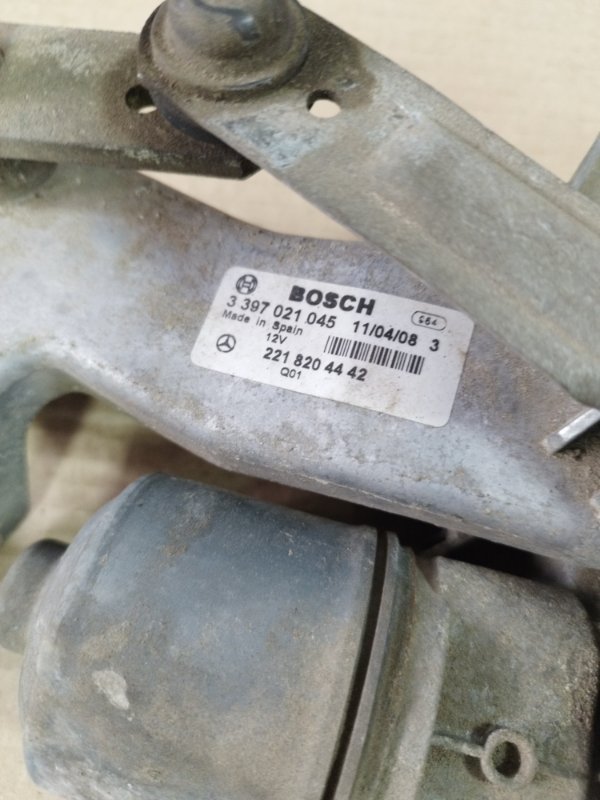 BOSCH
3 397 021 045 11/04/08 3
Made in Spain
12V
221 820 44 42
Q01